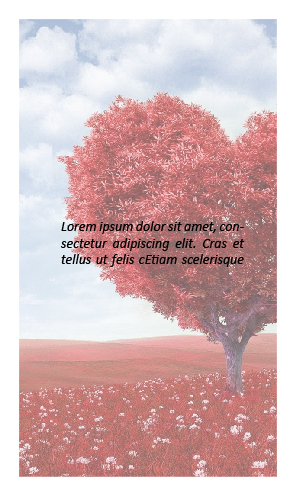 Lorem ipsum dolor sit amet, con-
sectetur adipiscing elit. Cras et
tellus ut felis cEtiam scelerisque